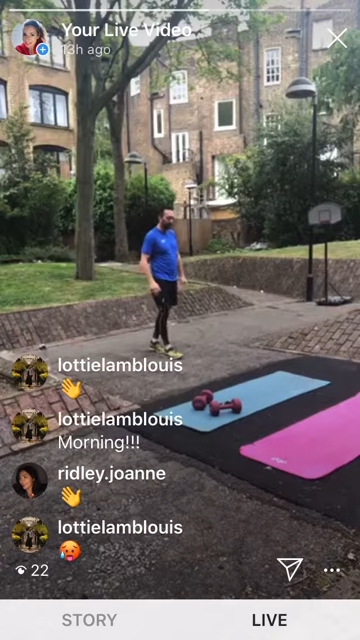 Your Live Video
13h ago
lottielamblouis
👋
lottielamblouis
Morning!!!
ridley.joanne
👋
lottielamblouis
🥵
22
STORY
LIVE